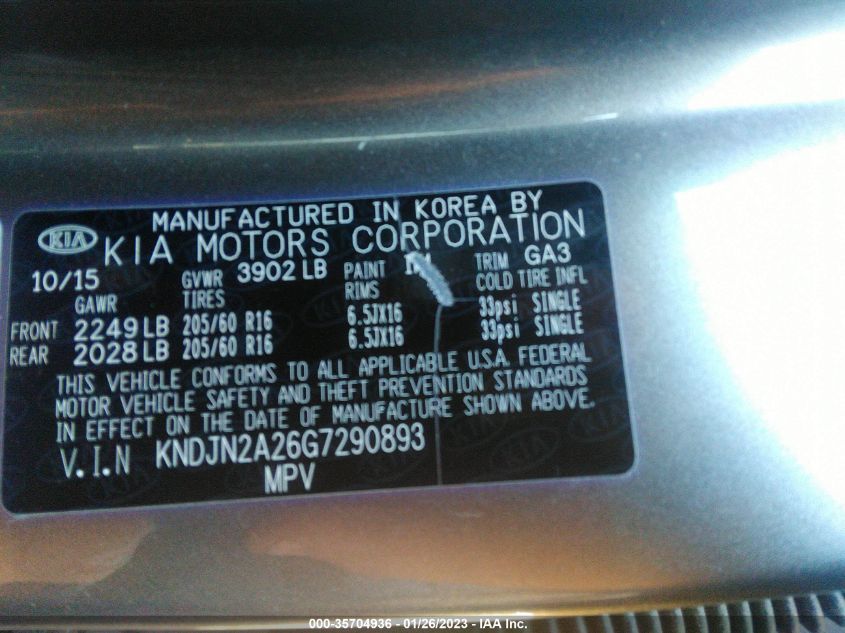 MANUFACTURED IN KOREA BY
KIA KIA MOTORS CORPORATION
10/15 GVWR 3902 LB PAINT TRIM GA3
GAWR TIRES RIMS COLD TIRE INFL
FRONT 2249 LB 205/60 R16 6.5JX16 33psi SINGLE
REAR 2028 LB 205/60 R16 6.5JX16 33psi SINGLE
THIS VEHICLE CONFORMS TO ALL APPLICABLE U.S.A. FEDERAL
MOTOR VEHICLE SAFETY AND THEFT PREVENTION STANDARDS
IN EFFECT ON THE DATE OF MANUFACTURE SHOWN ABOVE.
V.I.N KNDJN2A26G7290893
MPV
000-35704936 - 01/26/2023 - IAA Inc.